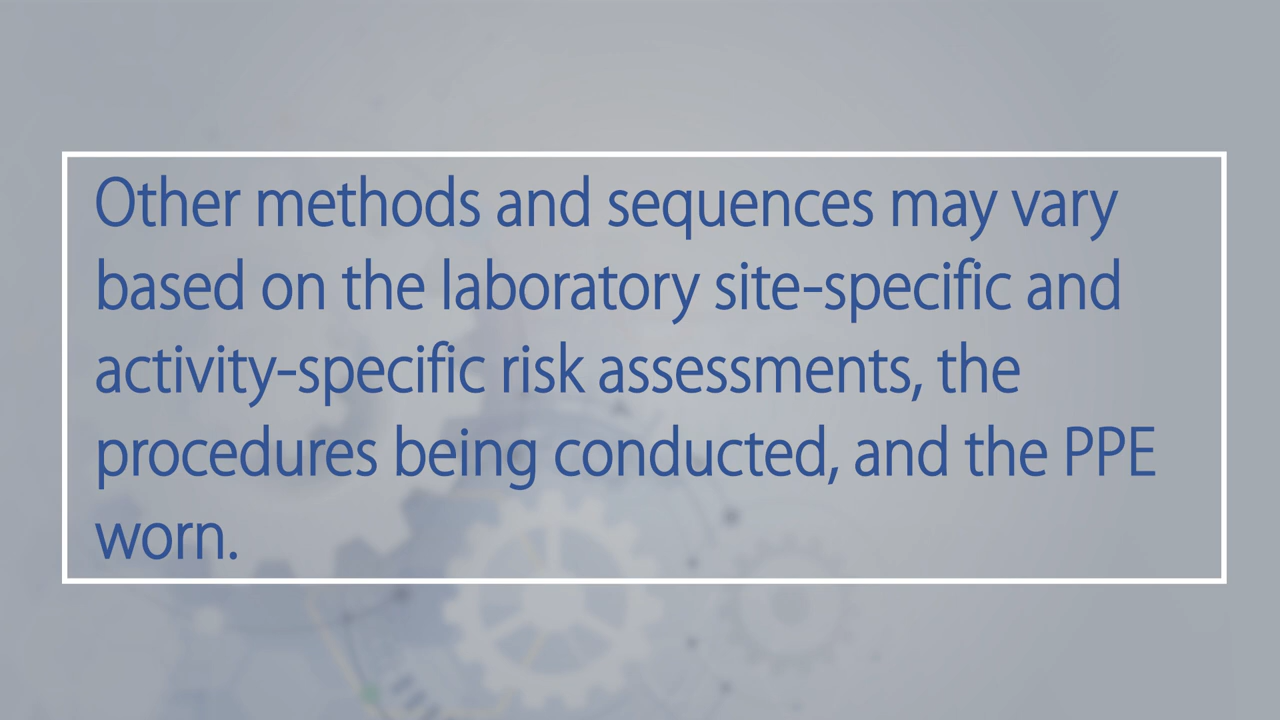 Other methods and sequences may vary
based on the laboratory site-specific and
activity-specific risk assessments, the
procedures being conducted, and the PPE
worn.